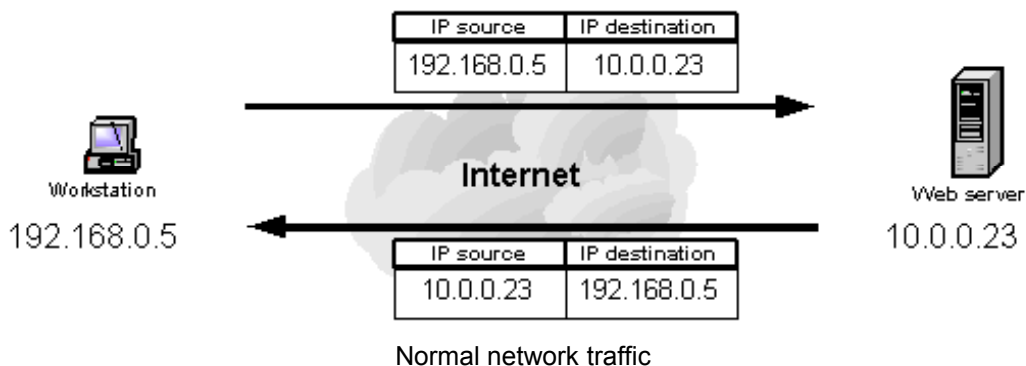 IP source IP destination
192.168.0.5 10.0.0.23
Workstation
192.168.0.5
Internet
Web server
10.0.0.23
IP source IP destination
10.0.0.23 192.168.0.5
Normal network traffic